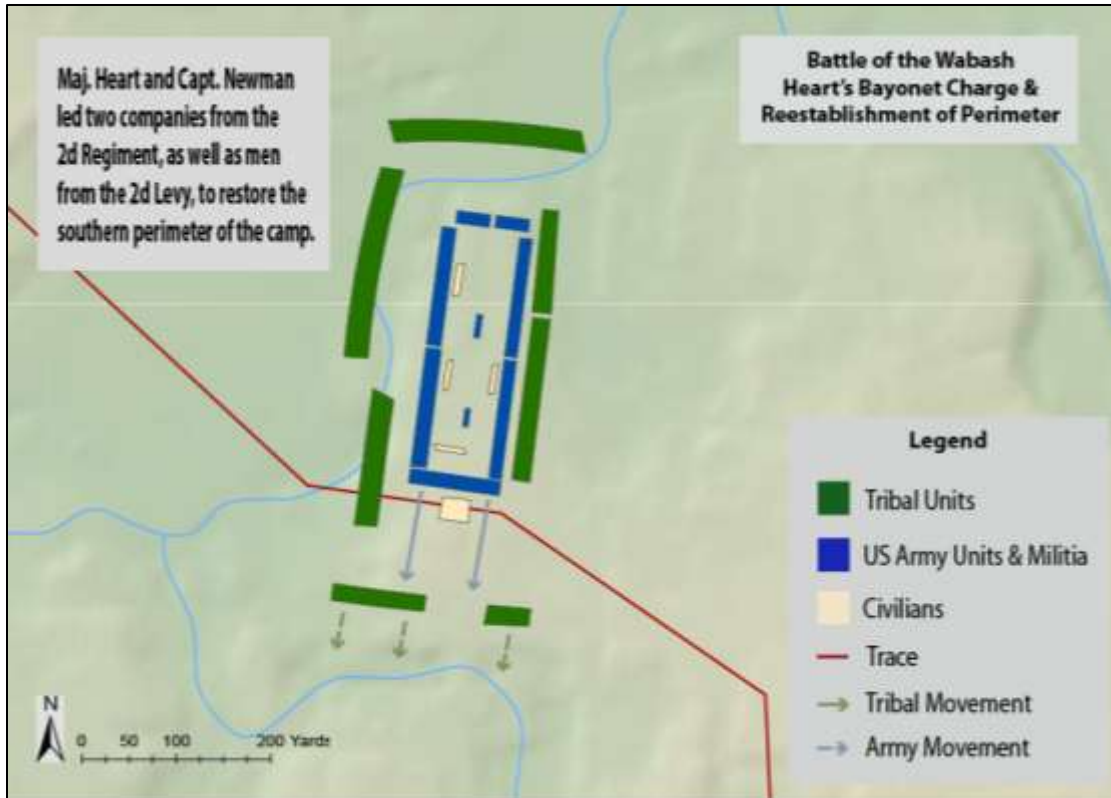 Maj. Heart and Capt. Newman
led two companies from the
2d Regiment, as well as men
from the 2d Levy, to restore the
southern perimeter of the camp.
Battle of the Wabash
Heart's Bayonet Charge &
Reestablishment of Perimeter
Legend
Tribal Units
US Army Units & Militia
Civilians
Trace
Tribal Movement
Army Movement
N
0 50 100 200 Yards